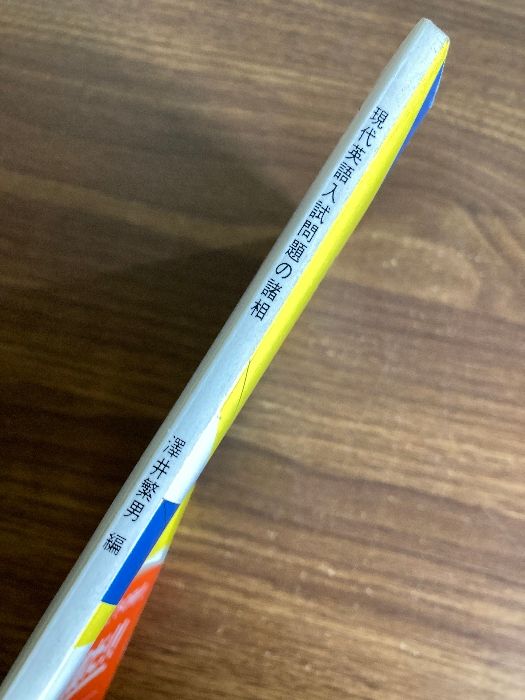 現代英語入試問題の諸相
澤井繁男 編